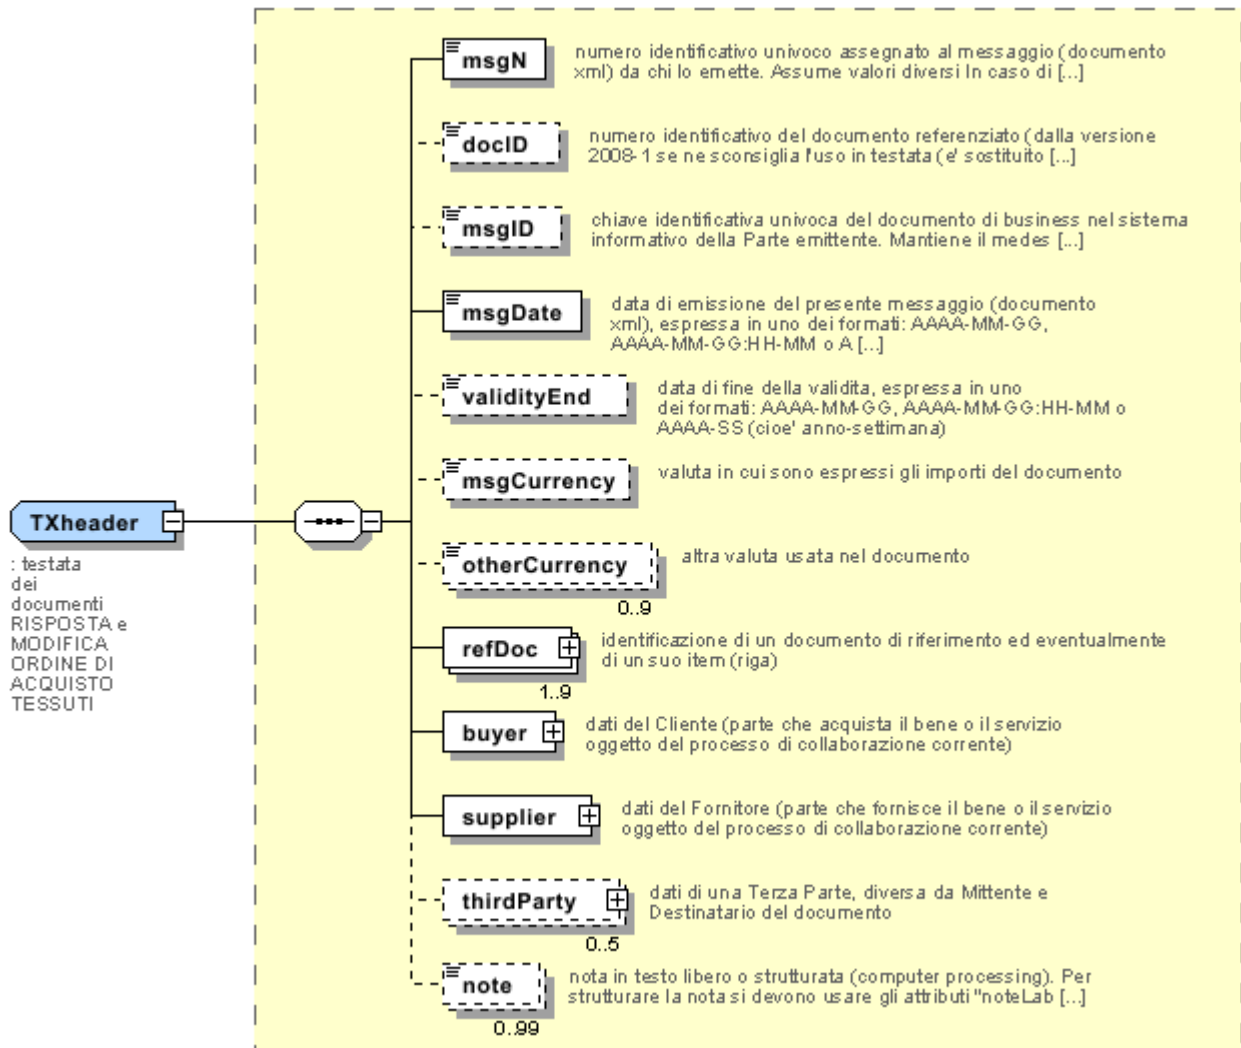 msgN
numero identificativo univoco assegnato al messaggio (documento
xml) da chi lo emette. Assume valori diversi In caso di [...]
docID
numero identificativo del documento referenziato (dalla versione
2008-1 se ne sconsiglia l'uso in testata (e' sostituito [...]
msgID
chiave identificativa univoca del documento di business nel sistema
informativo della Parte emittente. Mantiene il medes [...]
msgDate
data di emissione del presente messaggio (documento
xml), espressa in uno dei formati: AAAA-MM-GG,
AAAA-MM-GG:HH-MM o A [...]
validityEnd
data di fine della validita, espressa in uno
dei formati: AAAA-MM-GG, AAAA-MM-GG:HH-MM o
AAAA-SS (cioe' anno-settimana)
msgCurrency
valuta in cui sono espressi gli importi del documento
TXheader
: testata
dei
documenti
RISPOSTA e
MODIFICA
ORDINE DI
ACQUISTO
TESSUTI
otherCurrency
altra valuta usata nel documento
0..9
refDoc
identificazione di un documento di riferimento ed eventualmente
di un suo item (riga)
1..9
buyer
dati del Cliente (parte che acquista il bene o il servizio
oggetto del processo di collaborazione corrente)
supplier
dati del Fornitore (parte che fornisce il bene o il servizio
oggetto del processo di collaborazione corrente)
thirdParty
dati di una Terza Parte, diversa da Mittente e
Destinatario del documento
0..5
note
nota in testo libero o strutturata (computer processing). Per
strutturare la nota si devono usare gli attributi "noteLab [...]
0..99